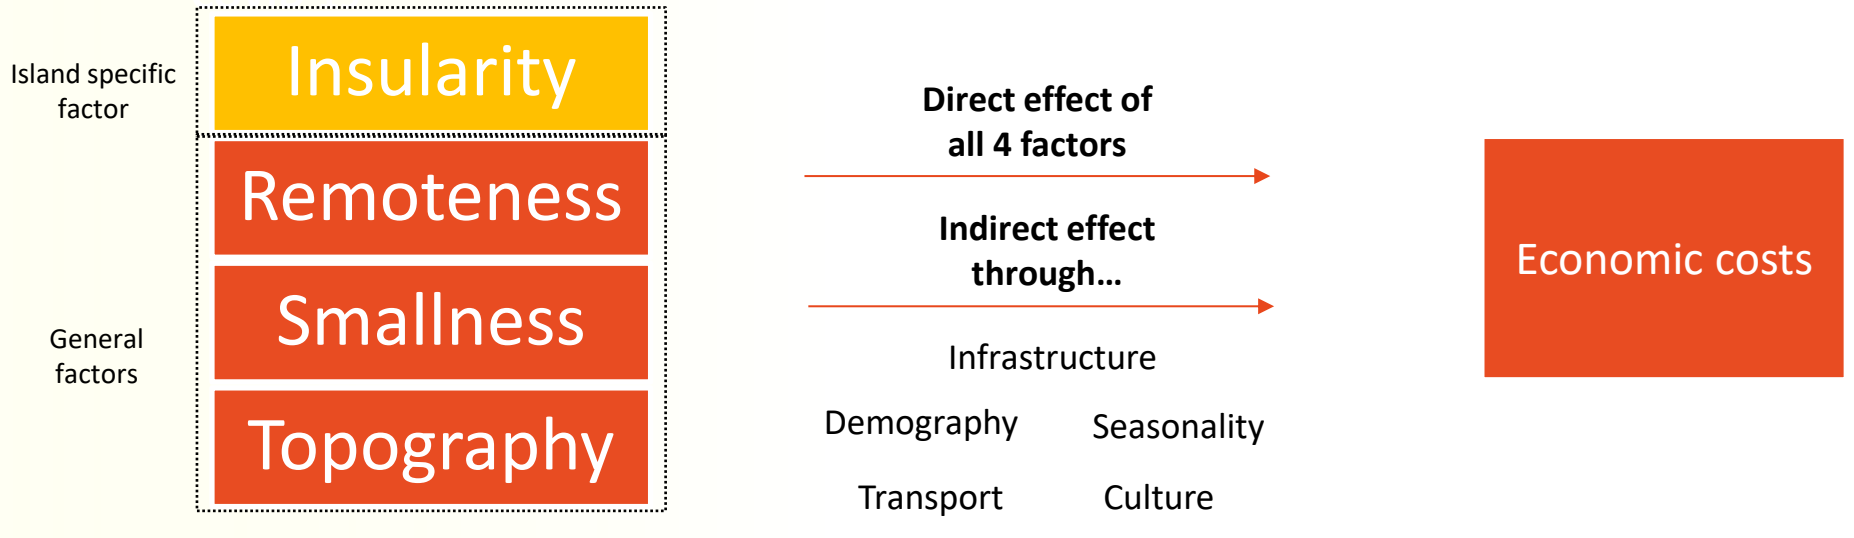 Island specific
factor
Insularity
General
factors
Remoteness
Smallness
Topography
Direct effect of
all 4 factors
Indirect effect
through...
Infrastructure
Demography
Seasonality
Transport
Culture
Economic costs